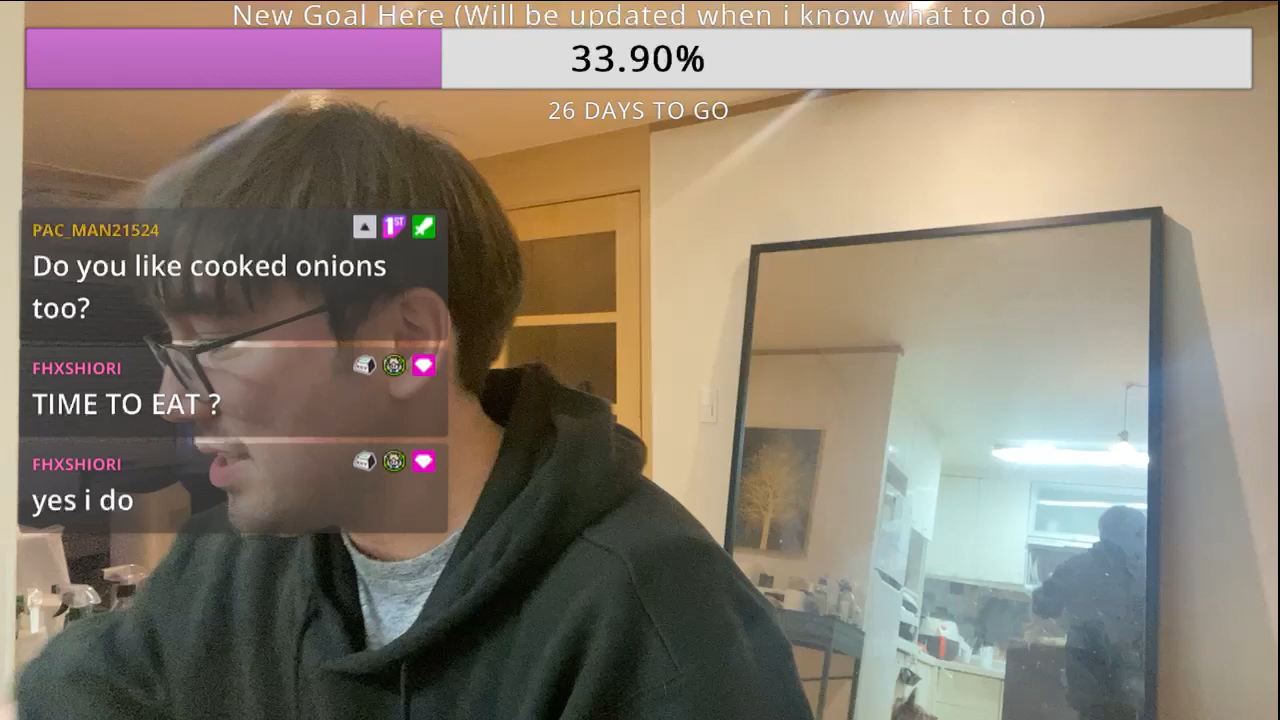 New Goal Here (Will be updated when i know what to do)
33.90%
26 DAYS TO GO
PAC_MAN21524
1ST
Do you like cooked onions
too?
FHXSHIORI
TIME TO EAT ?
FHXSHIORI
yes i do